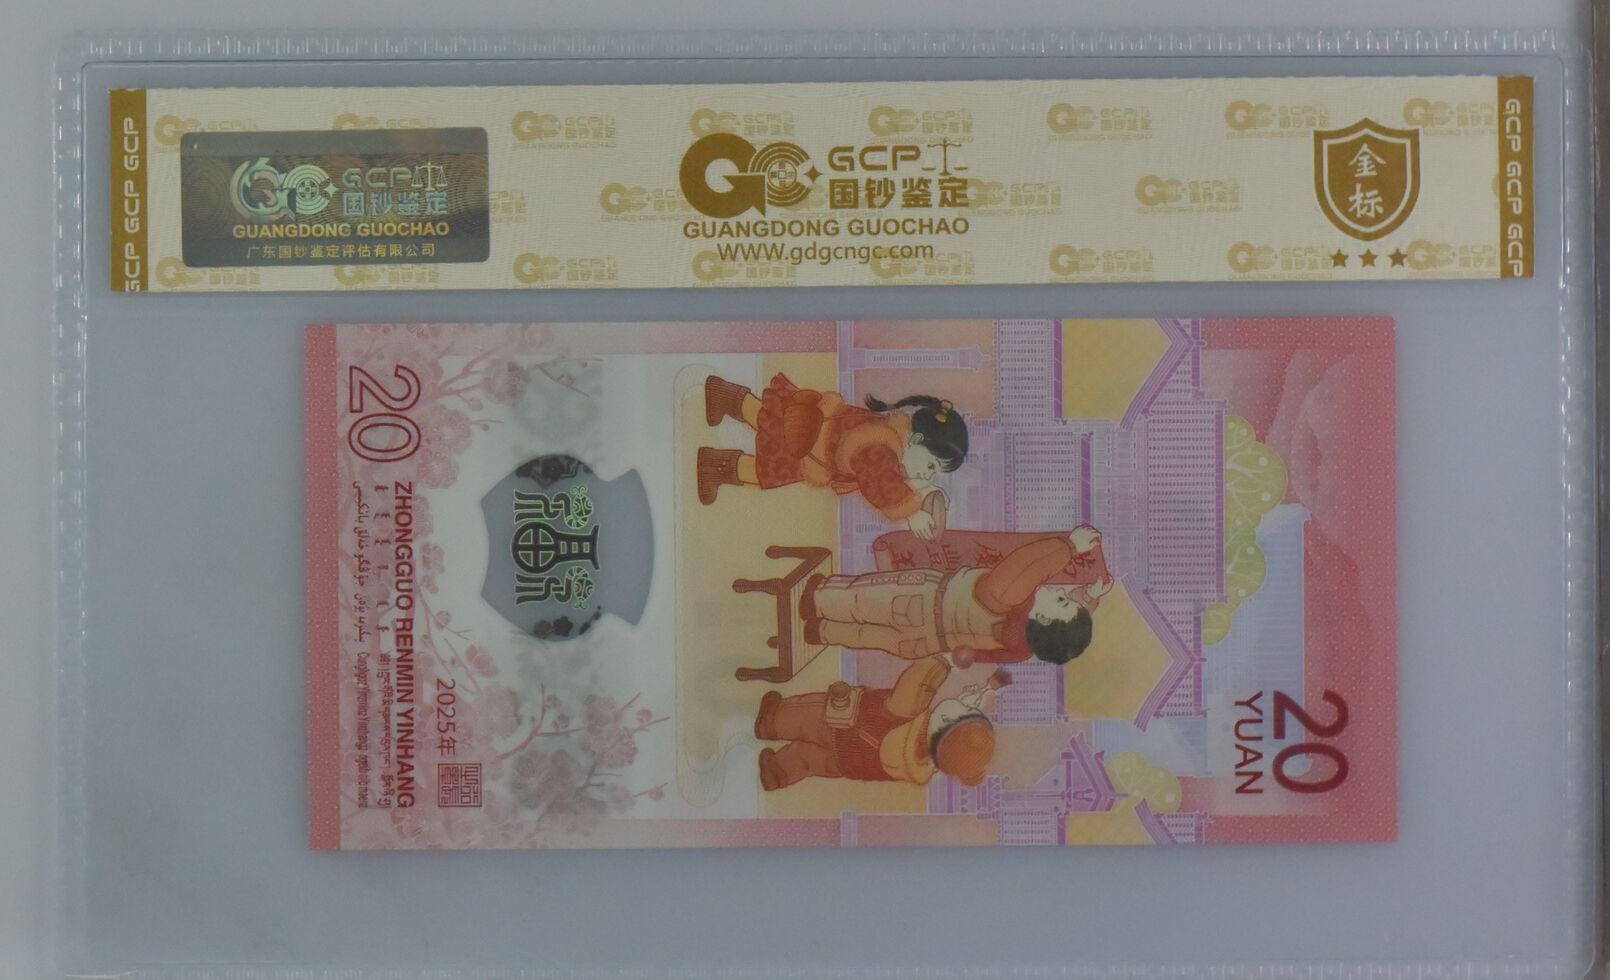 GCP GCP GCP
GCP
国钞鉴定
GUANGDONG GUOCHAO
广东国钞鉴定评估有限公司
GCP
国钞鉴定
GUANGDONG GUOCHAO
WWW.gdgcngc.com
金
标
GCP GCP GCP GCP
20
YUAN
福
20
ZHONGGUO RENMIN YINHANG
2025年